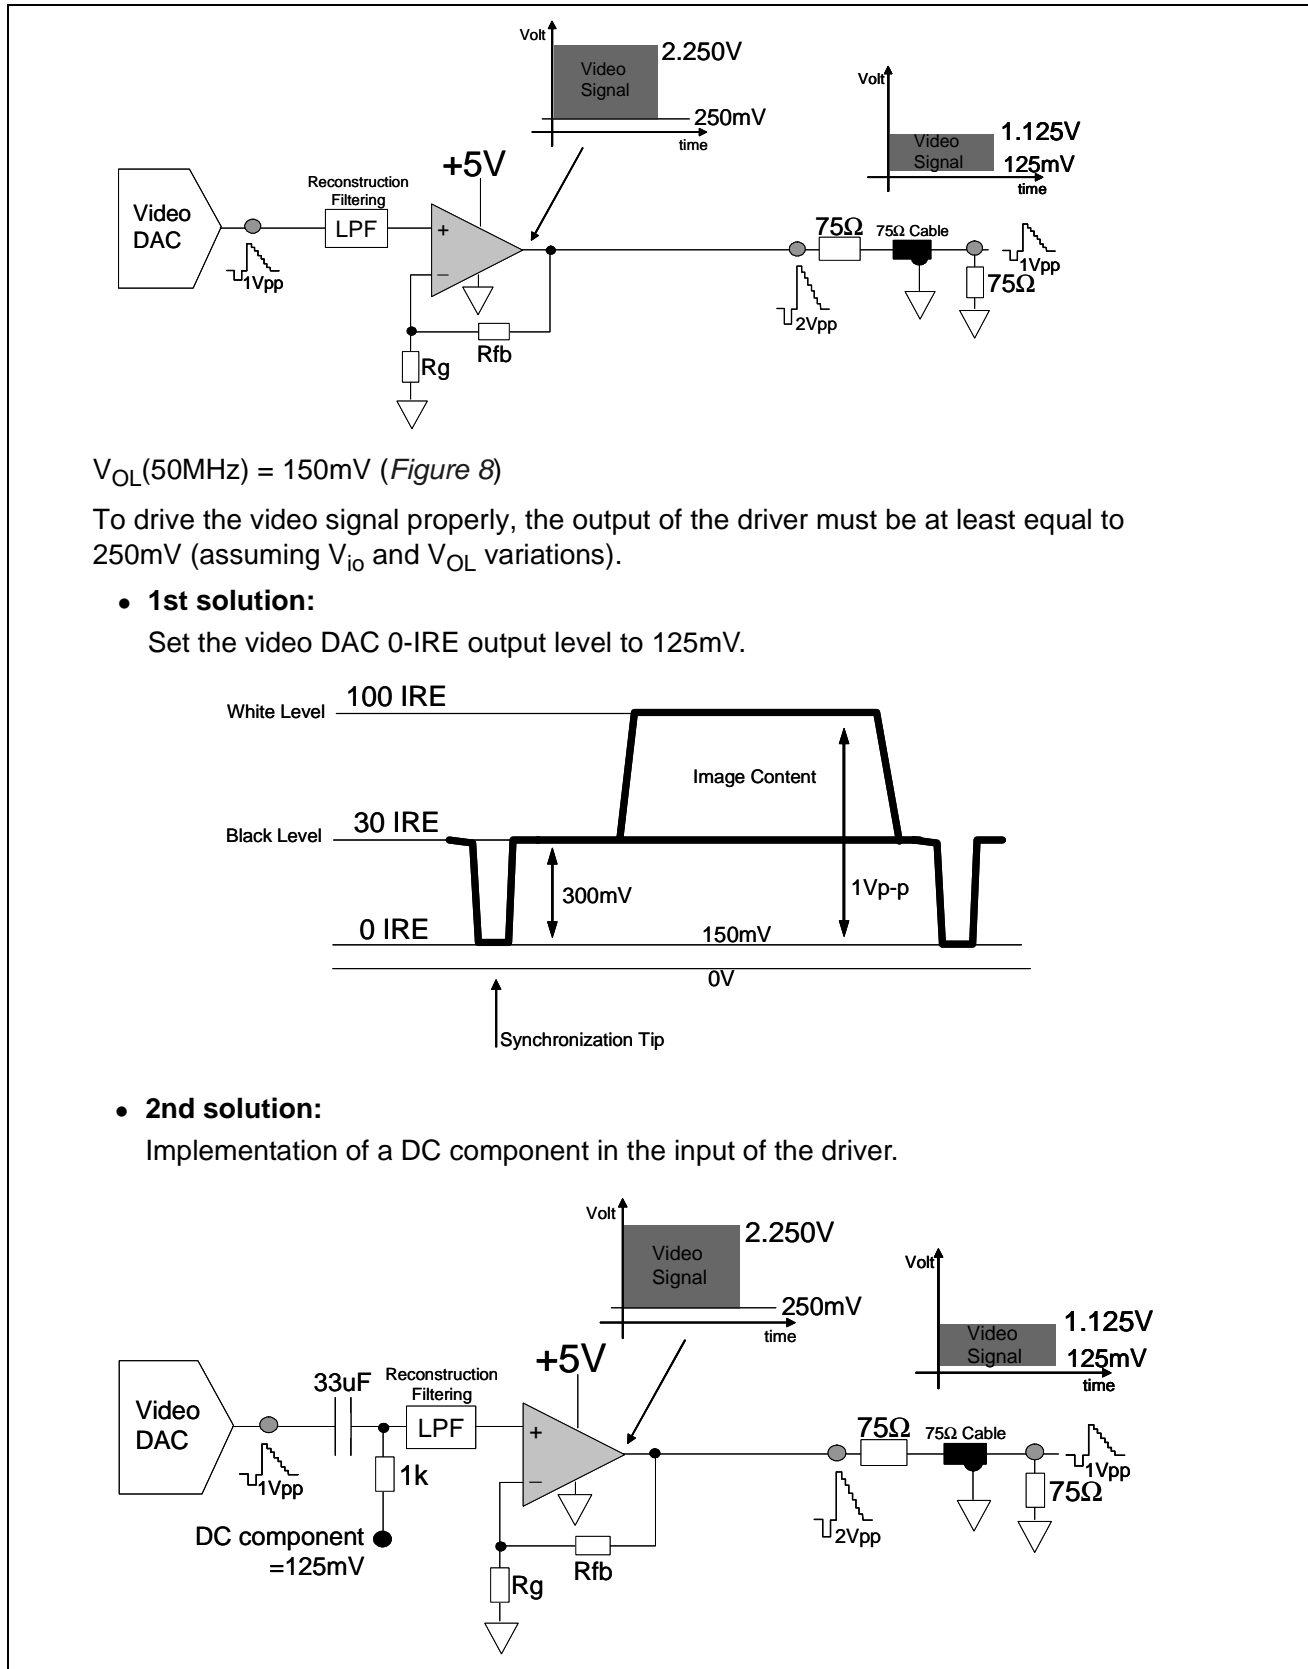 Volt
2.250V
Video
Signal
250mV
time
Volt
1.125V
Video
Signal
125mV
time
+5V
Reconstruction
Filtering
Video
DAC
LPF
+
−
1Vpp
75Ω
75Ω Cable
1Vpp
75Ω
2Vpp
Rfb
Rg
VOL(50MHz) = 150mV (Figure 8)
To drive the video signal properly, the output of the driver must be at least equal to
250mV (assuming Vio and VOL variations).
• 1st solution:
Set the video DAC 0-IRE output level to 125mV.
100 IRE
White Level
Image Content
30 IRE
Black Level
300mV
1Vp-p
0 IRE
150mV
0V
Synchronization Tip
• 2nd solution:
Implementation of a DC component in the input of the driver.
Volt
2.250V
Video
Signal
250mV
time
Volt
1.125V
Video
Signal
125mV
time
+5V
33uF
Reconstruction
Filtering
Video
DAC
LPF
+
−
1k
1Vpp
75Ω
75Ω Cable
1Vpp
75Ω
2Vpp
DC component
=125mV
Rfb
Rg